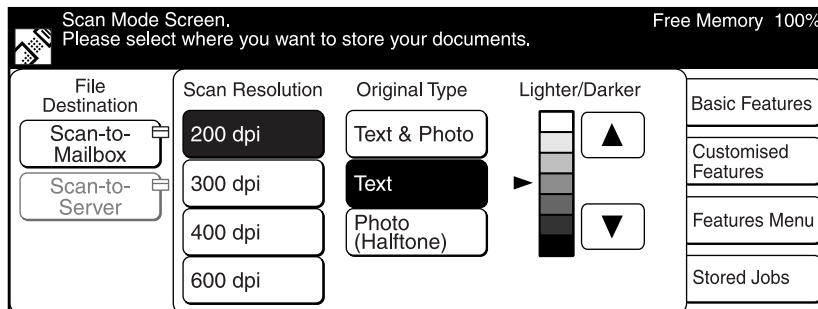 Scan Mode Screen.
Please select where you want to store your documents.
Free Memory 100%
File
Destination
Scan-to-
Mailbox
Scan-to-
Server
Scan Resolution
200 dpi
300 dpi
400 dpi
600 dpi
Original Type
Text & Photo
Text
Photo
(Halftone)
Lighter/Darker
Basic Features
Customised
Features
Features Menu
Stored Jobs